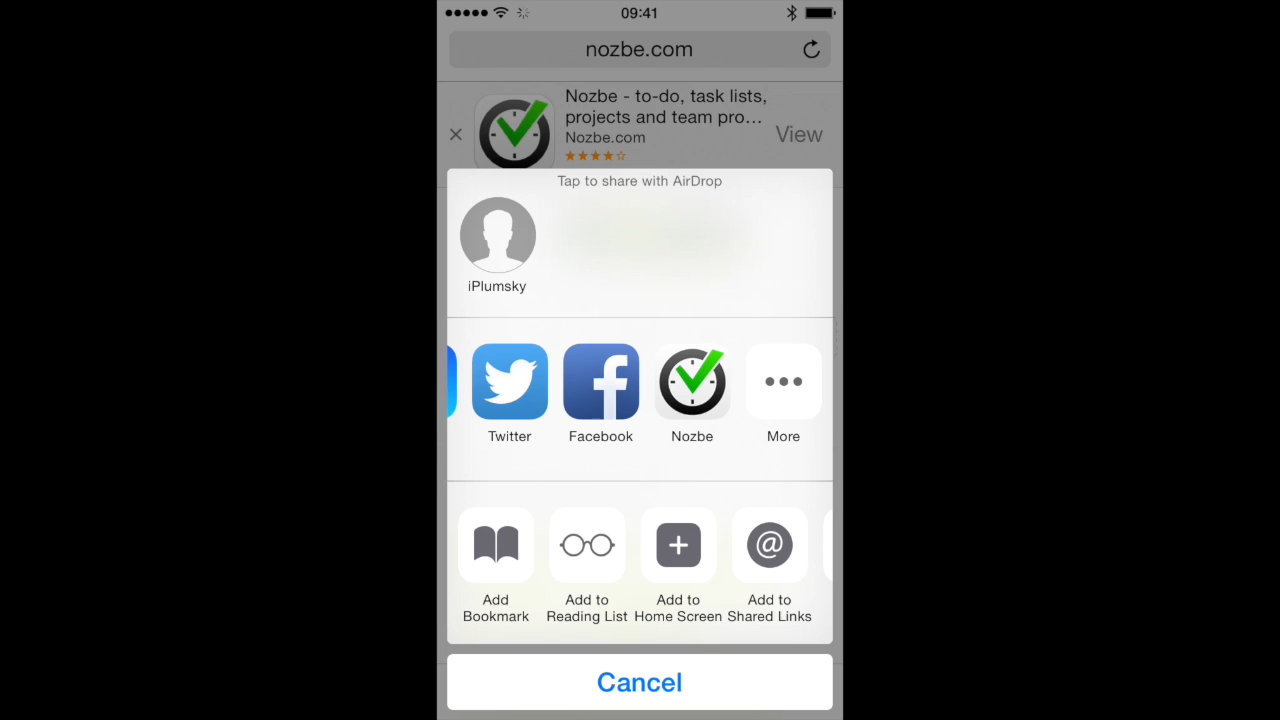 09:41
nozbe.com
Nozbe - to-do, task lists,
projects and team pro...
Nozbe.com
View
Tap to share with AirDrop
iPlumsky
Twitter
Facebook
Nozbe
More
Add
Bookmark
Add to
Reading List
Add to
Home Screen
Add to
Shared Links
Cancel